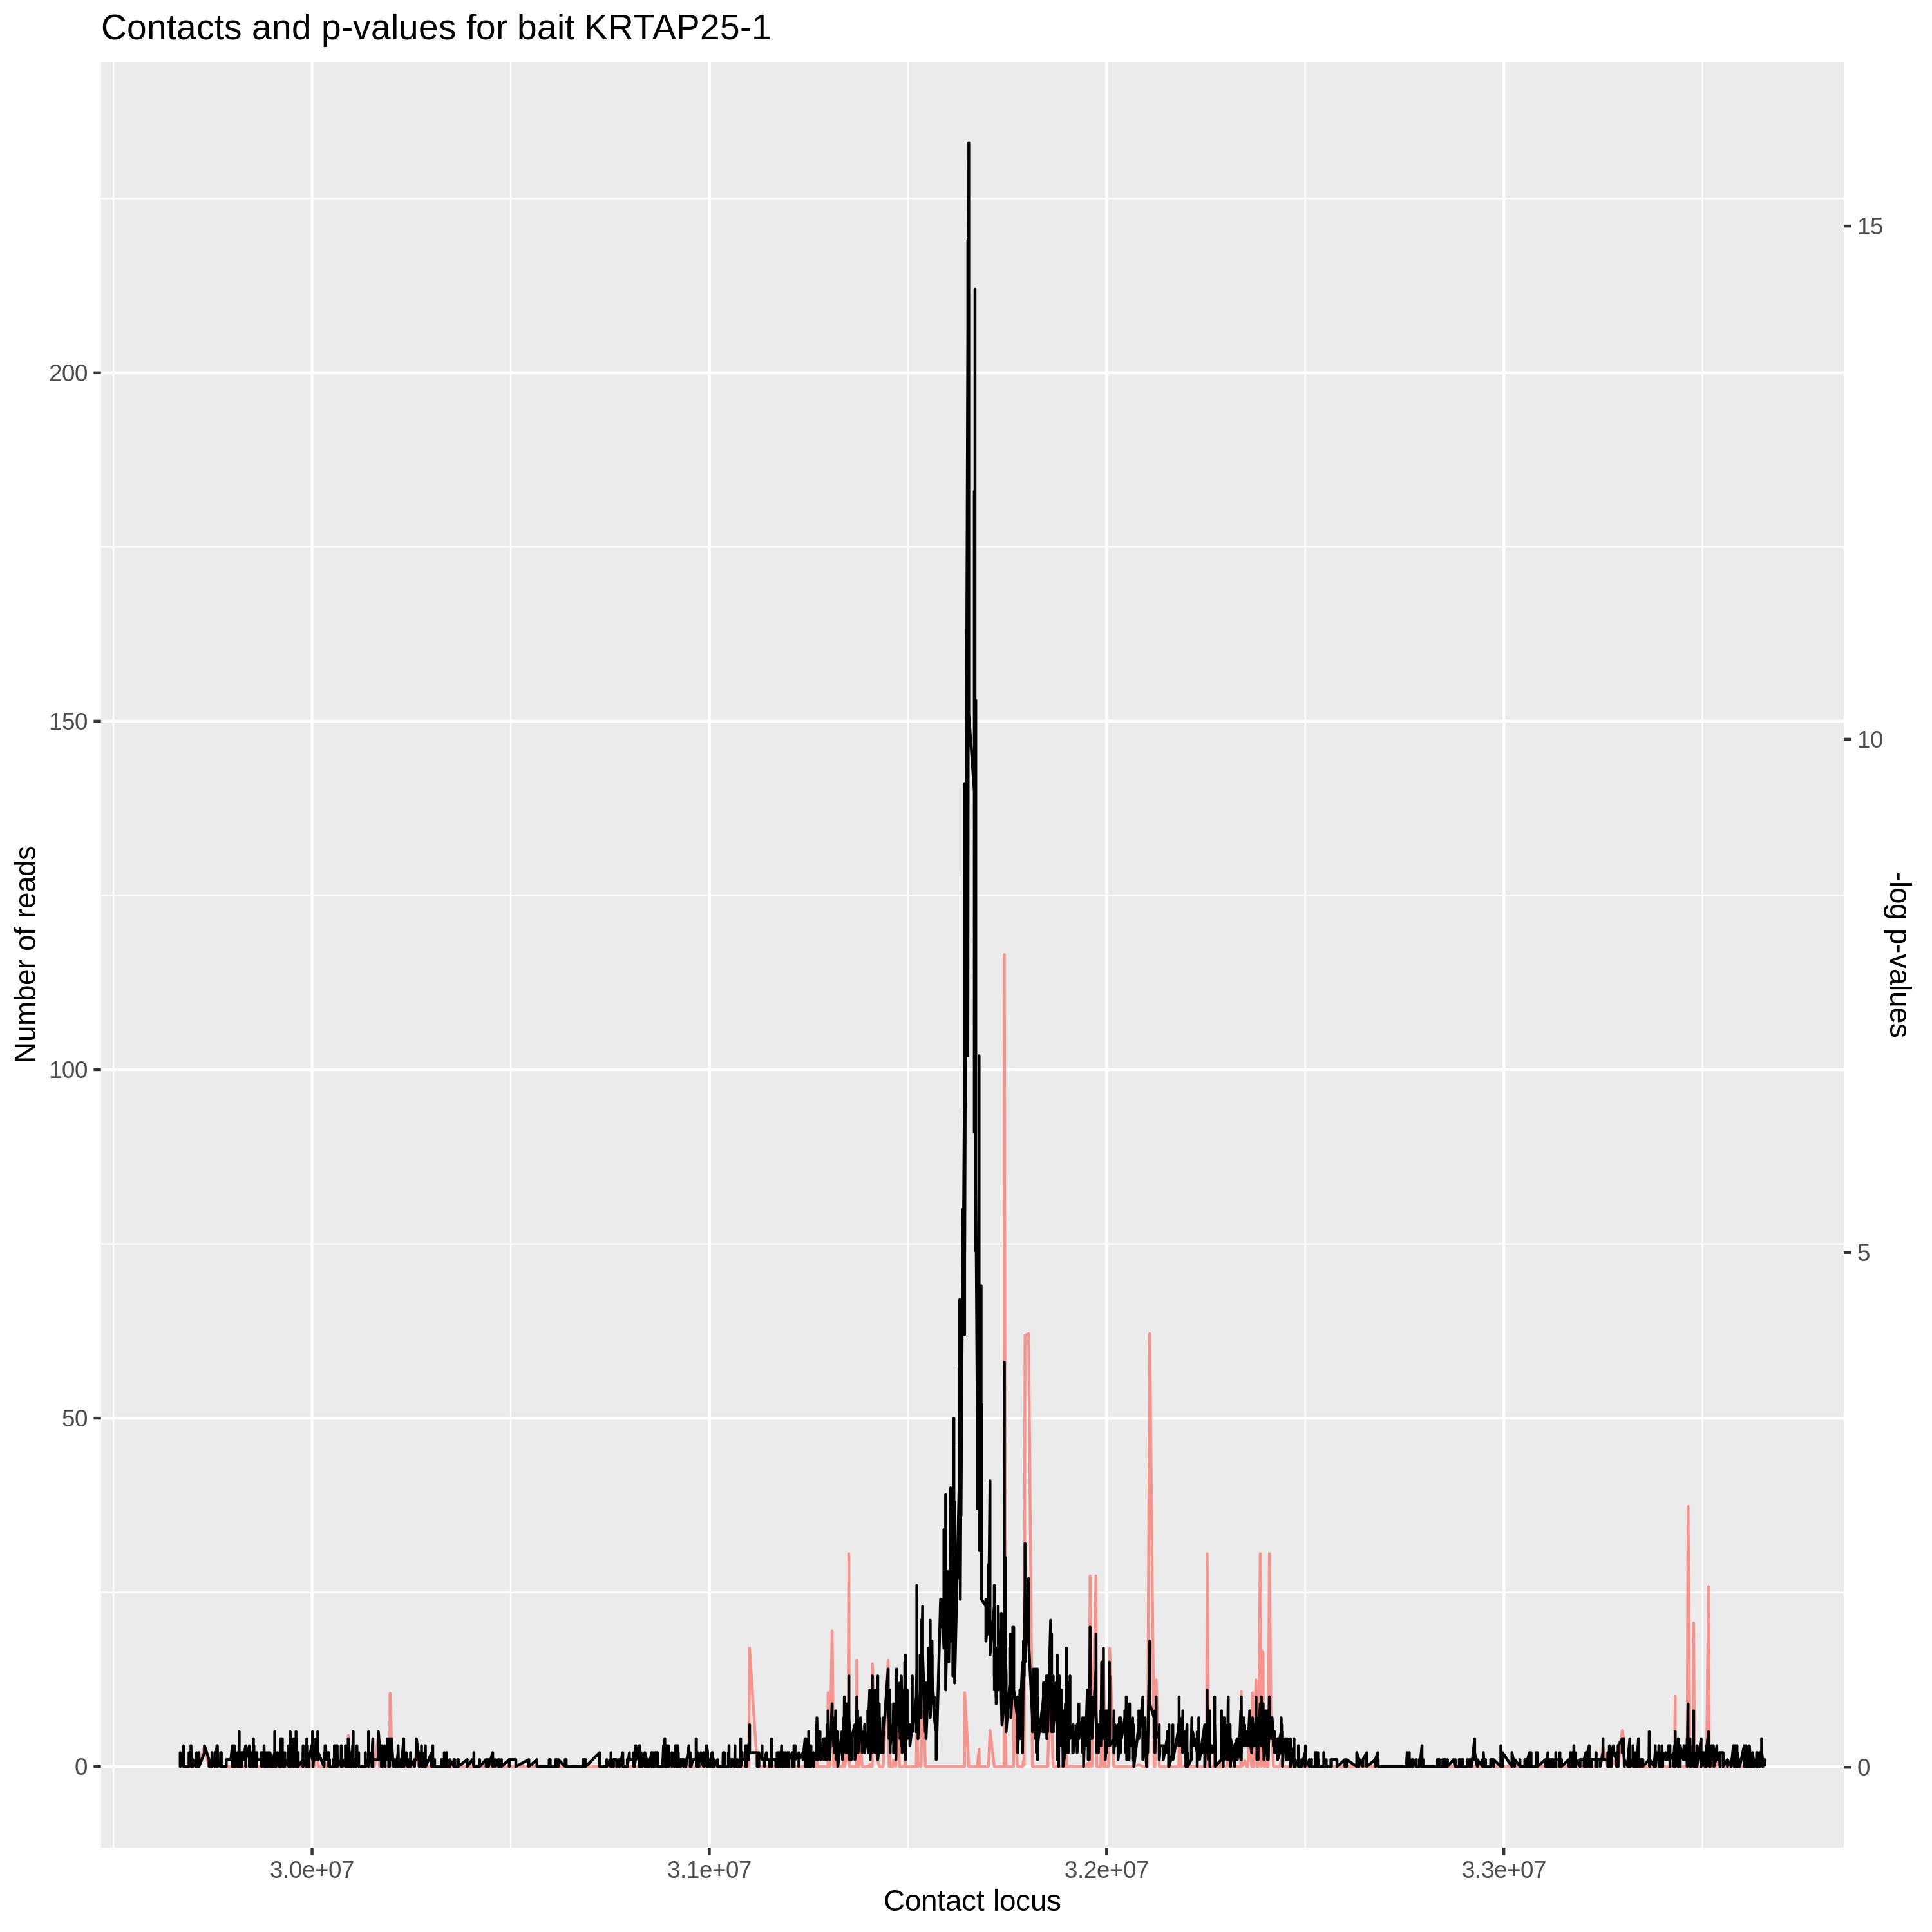 Contacts and p-values for bait KRTAP25-1
Number of reads
200
150
100
50
0
15
10
5
0
-log p-values
3.0e+07
3.1e+07
3.2e+07
3.3e+07
Contact locus